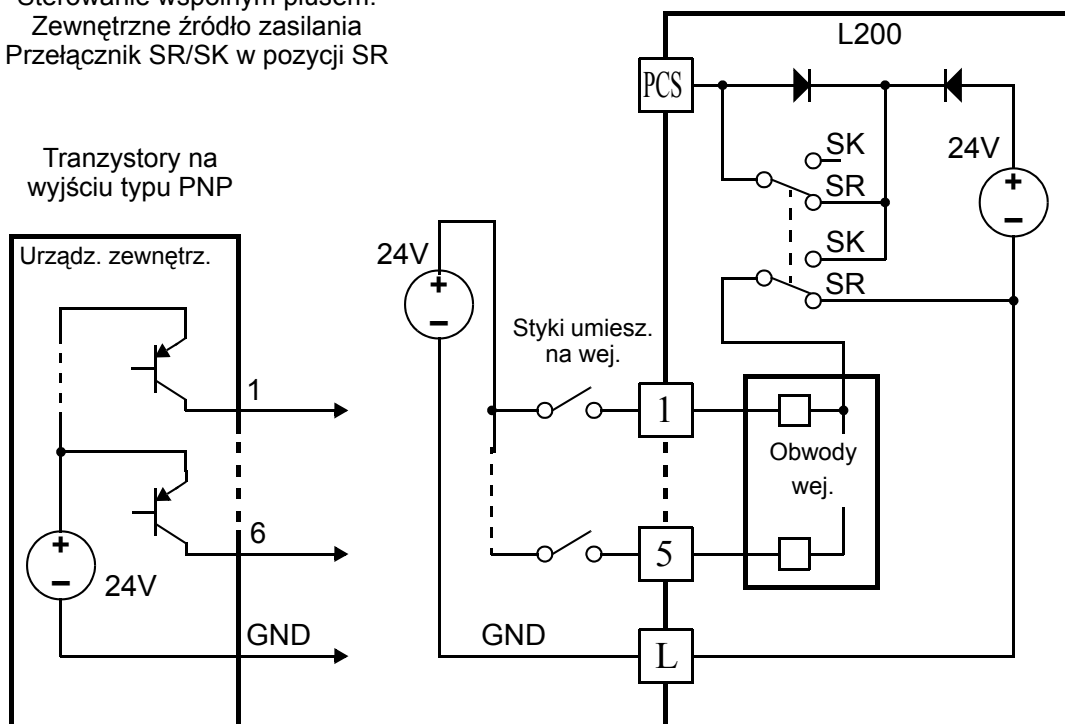 Sterowanie wspólnym plusem.
Zewnętrzne źródło zasilania
Przełącznik SR/SK w pozycji SR
L200
PCS
SK
SR
24V
+
–
SK
SR
Tranzystory na
wyjściu typu PNP
Urządz. zewnętrz.
24V
+
–
Styki umiesz.
na wej.
1
1
Obwody
wej.
6
5
+
–
24V
GND
GND
L